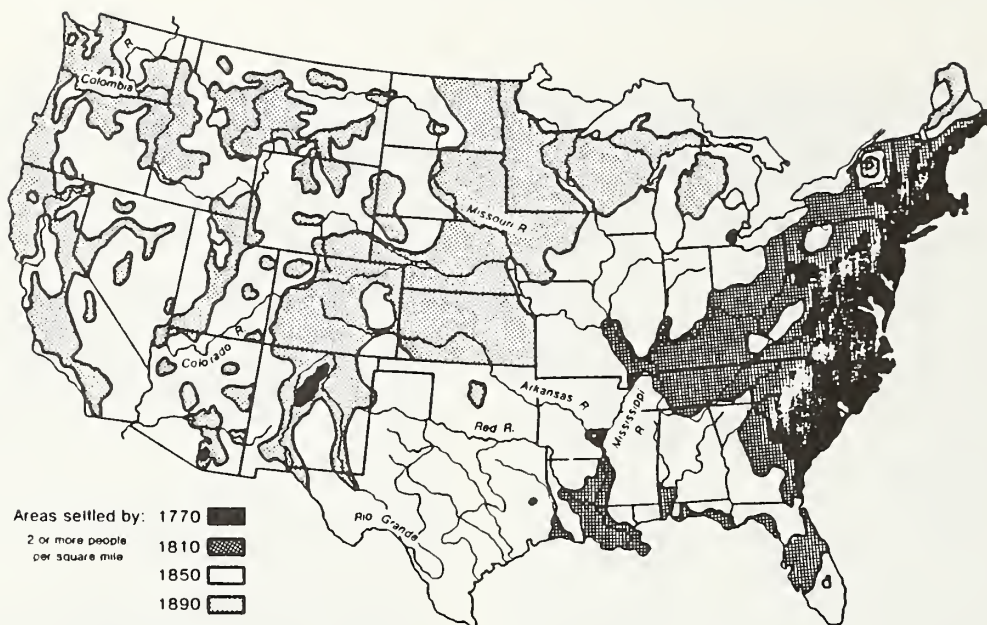 Colombia
R.
Missouri R.
Colorado
R.
Arkansas R.
Mississippi
R.
Red R.
Rio Grande
Areas settled by: 1770
2 or more people
per square mile
1810
1850
1890